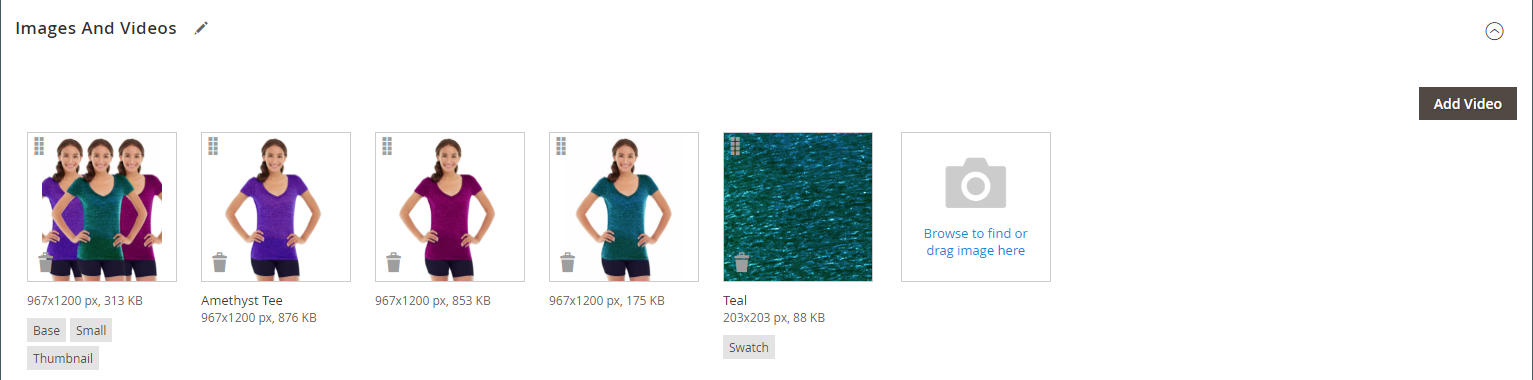 Images And Videos
Add Video
967x1200 px, 313 KB
Base
Small
Thumbnail
Amethyst Tee
967x1200 px, 876 KB
967x1200 px, 853 KB
967x1200 px, 175 KB
Teal
203x203 px, 88 KB
Swatch
Browse to find or
drag image here